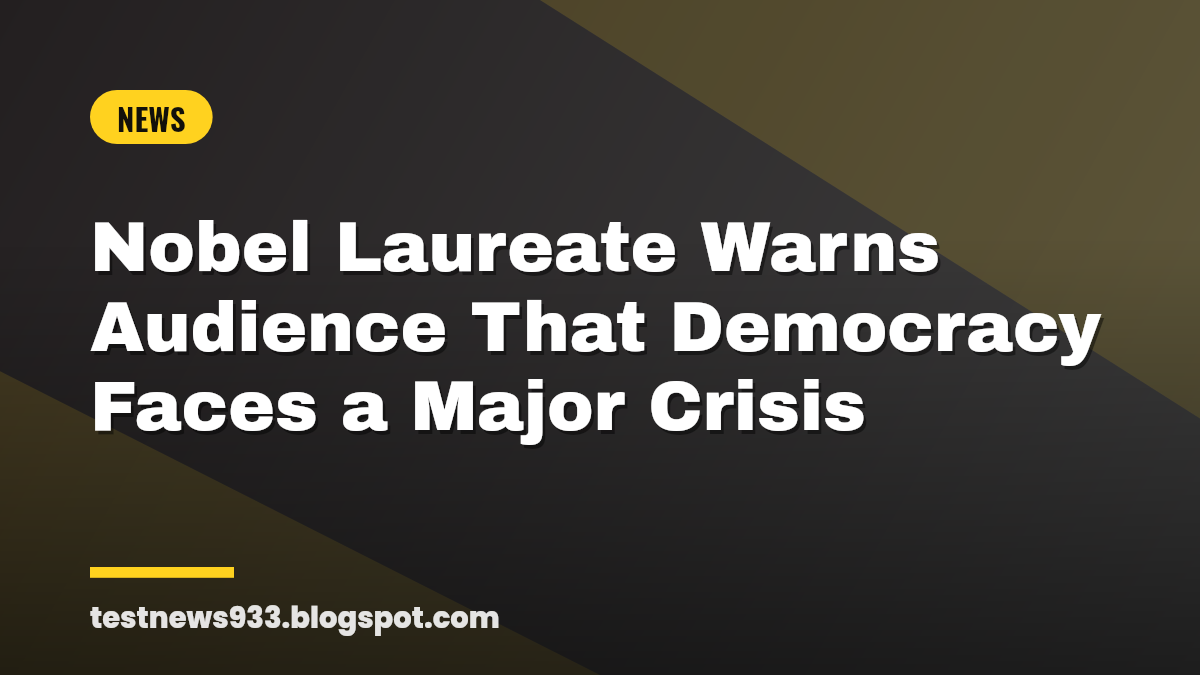 NEWS
Nobel Laureate Warns
Audience That Democracy
Faces a Major Crisis
testnews933.blogspot.com